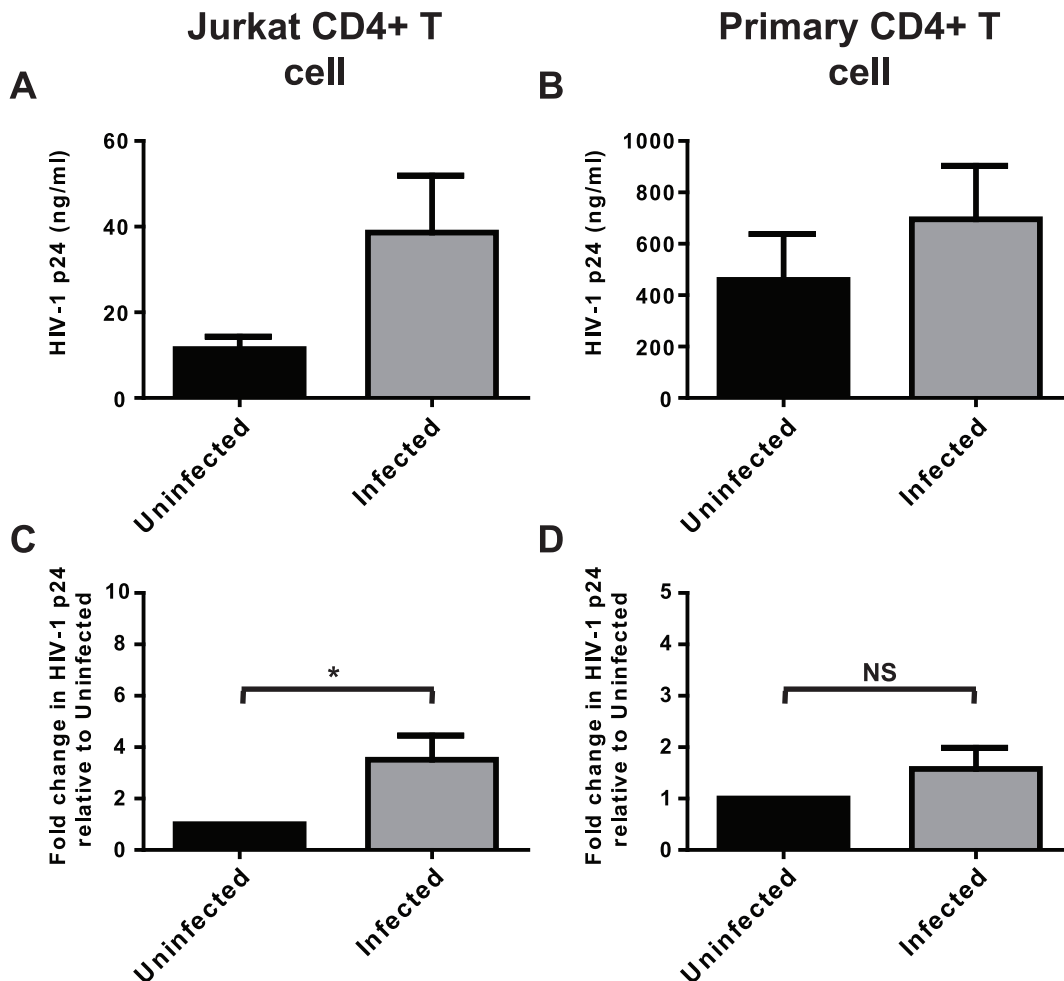 Jurkat CD4+ T
cell
Primary CD4+ T
cell
A
HIV-1 p24 (ng/ml)
60
40
20
0
Uninfected
Infected
B
HIV-1 p24 (ng/ml)
1000
800
600
400
200
0
Uninfected
Infected
C
Fold change in HIV-1 p24
relative to Uninfected
10
8
6
4
2
0
*
Uninfected
Infected
D
Fold change in HIV-1 p24
relative to Uninfected
5
4
3
2
1
0
NS
Uninfected
Infected